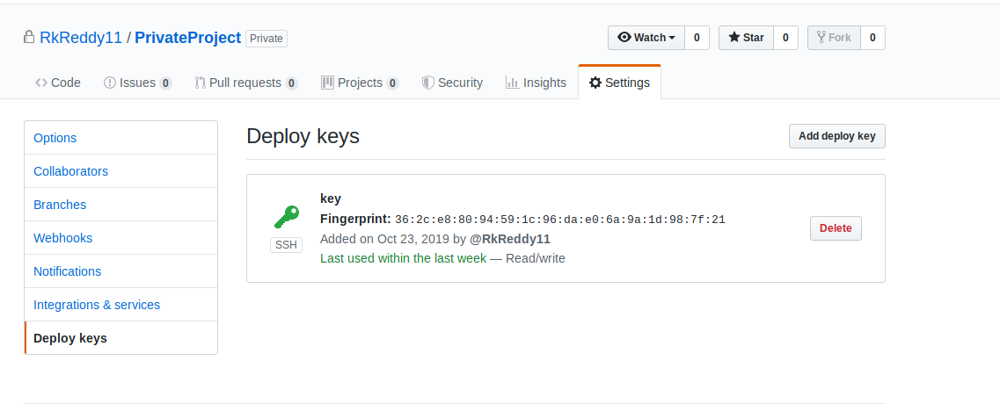 RkReddy11 / PrivateProject Private
Watch 0 Star 0 Fork 0
Code Issues 0 Pull requests 0 Projects 0 Security Insights Settings
Options
Collaborators
Branches
Webhooks
Notifications
Integrations & services
Deploy keys
Deploy keys
Add deploy key
key
Fingerprint: 36:2c:e8:80:94:59:1c:96:da:e0:6a:9a:1d:98:7f:21
Added on Oct 23, 2019 by @RkReddy11
Last used within the last week — Read/write
SSH
Delete